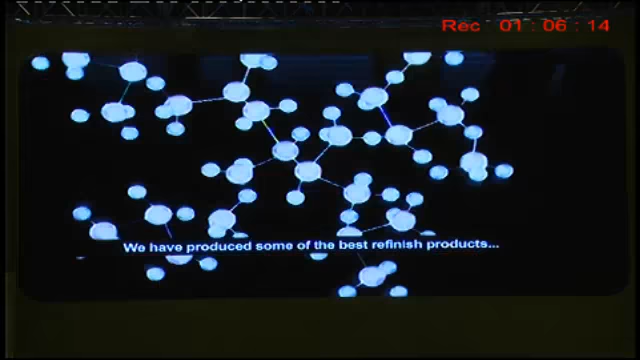 Rec 01 : 06 : 14
We have produced some of the best refinish products...